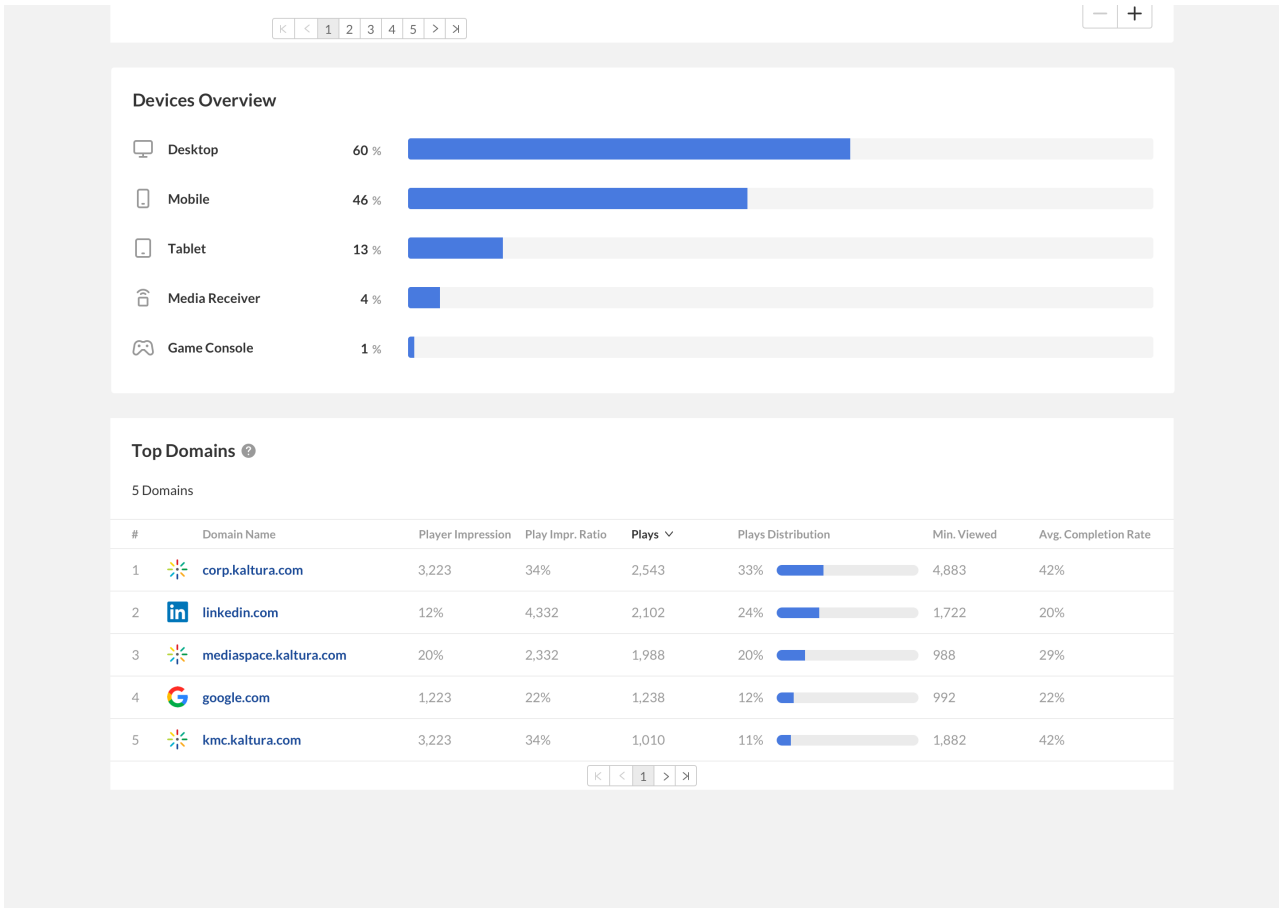 1 2 3 4 5
Devices Overview
Desktop 60 %
Mobile 46 %
Tablet 13 %
Media Receiver 4 %
Game Console 1 %
Top Domains ?
5 Domains
# Domain Name Player Impression Play Impr. Ratio Plays Plays Distribution Min. Viewed Avg. Completion Rate
1 corp.kaltura.com 3,223 34% 2,543 33% 4,883 42%
2 in linkedin.com 12% 4,332 2,102 24% 1,722 20%
3 mediaspace.kaltura.com 20% 2,332 1,988 20% 988 29%
4 G google.com 1,223 22% 1,238 12% 992 22%
5 kmc.kaltura.com 3,223 34% 1,010 11% 1,882 42%
1